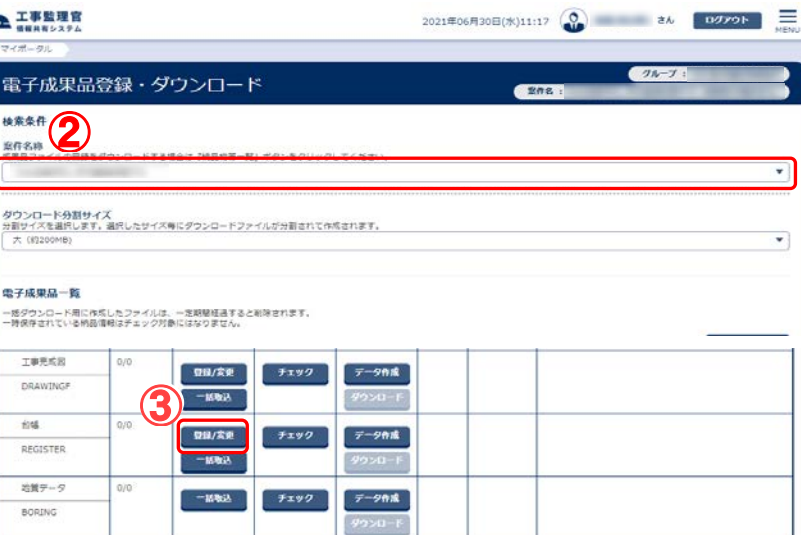 工事監理官
情報共有システム
2021年06月30日(水)11:17
さん
ログアウト
MENU
マイポータル
電子成果品登録・ダウンロード
グループ :
案件名 :
検索条件
②
案件名称
ダウンロード分割サイズ
分割サイズを選択します。選択したサイズ毎にダウンロードファイルが分割されて作成されます。
大 (約200MB)
電子成果品一覧
一括ダウンロード用に作成したファイルは、一定期間経過すると削除されます。
一時保存されている納品情報はチェック対象にはなりません。
工事完成図
DRAWINGF
0/0
登録/変更
チェック
データ作成
一括取込
ダウンロード
③
台帳
REGISTER
0/0
登録/変更
チェック
データ作成
一括取込
ダウンロード
地質データ
BORING
0/0
一括取込
チェック
データ作成
ダウンロード